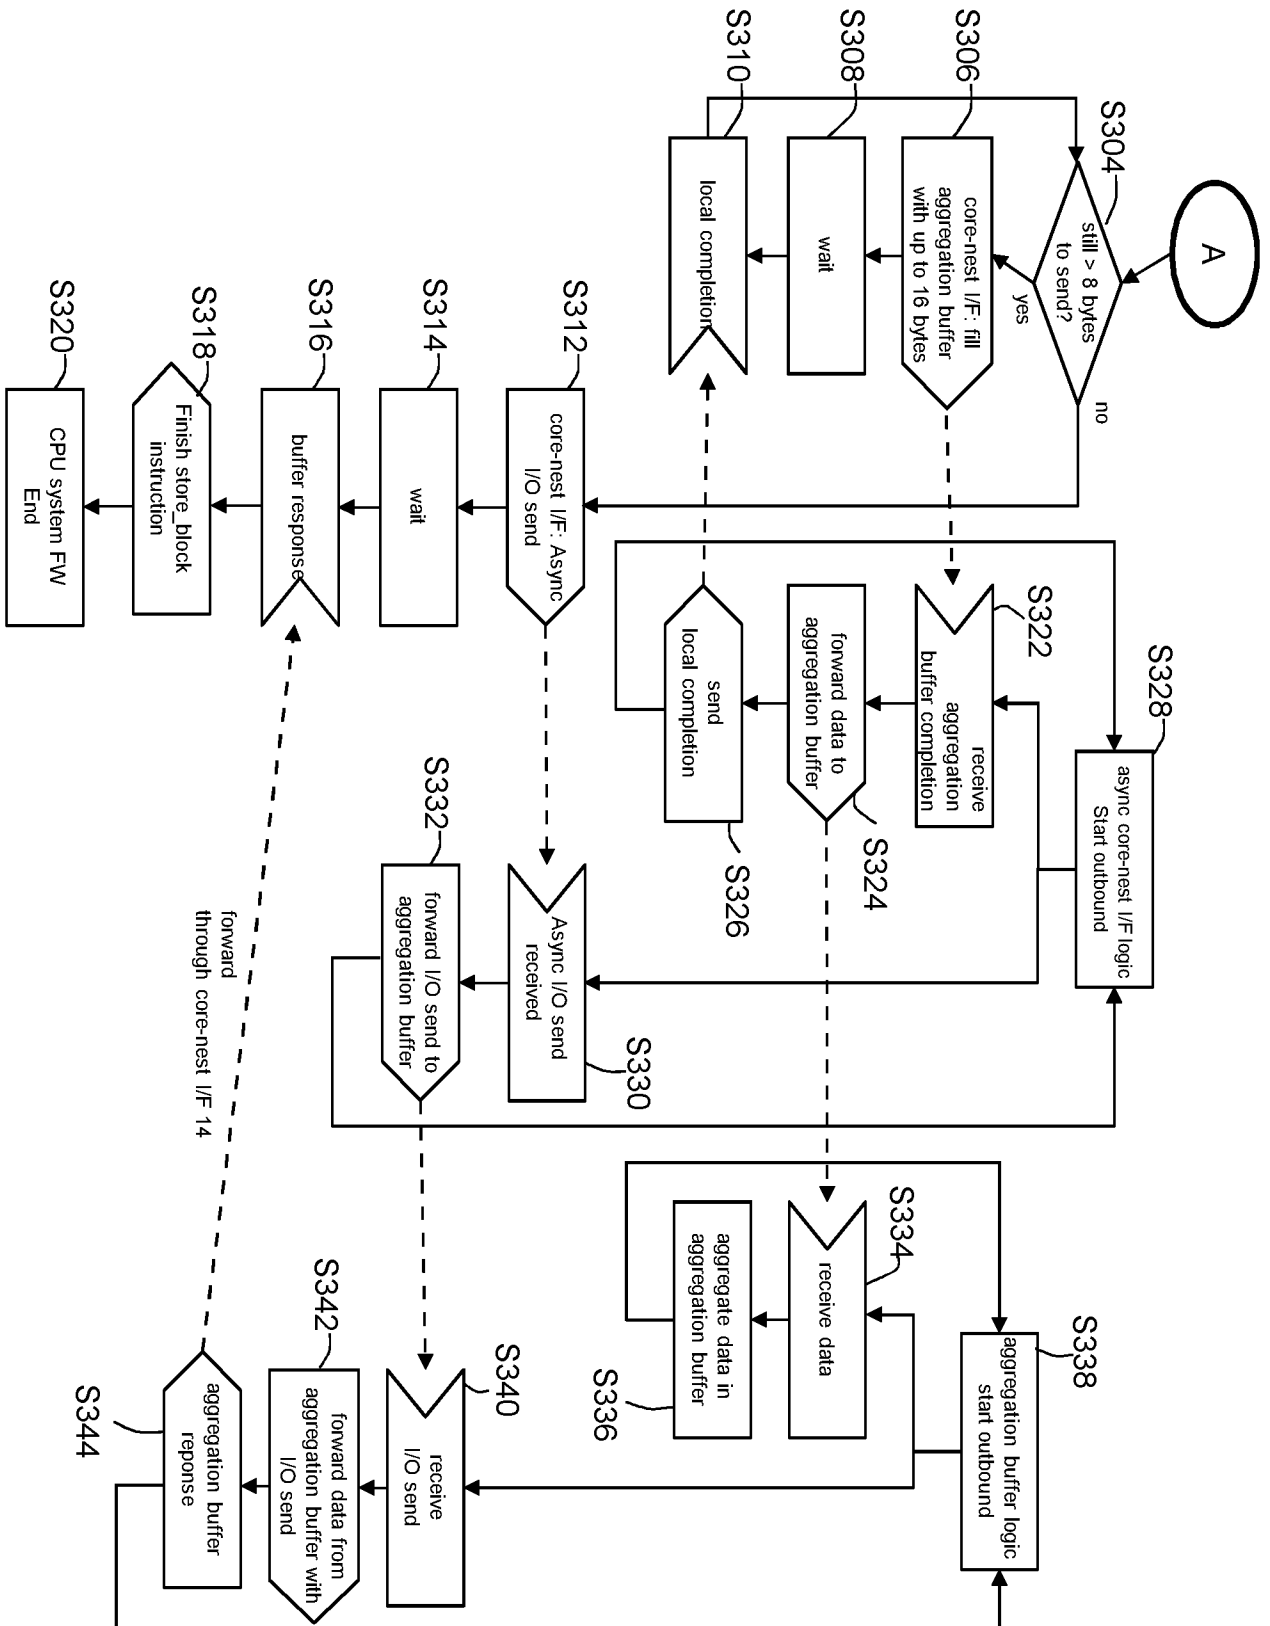 A
S304
still > 8 bytes
to send?
yes
no
S306
core-nest I/F: fill
aggregation buffer
with up to 16 bytes
S308
wait
S310
local completion
S312
core-nest I/F: Async
I/O send
S314
wait
S316
buffer response
S318
Finish store_block
instruction
S320
CPU system FW
End
S328
async core-nest I/F logic
Start outbound
S322
receive
aggregation
buffer completion
S324
forward data to
aggregation buffer
S326
send
local completion
S330
Async I/O send
received
S332
forward I/O send to
aggregation buffer
forward
through core-nest I/F 14
S338
aggregation buffer logic
start outbound
S334
receive data
S336
aggregate data in
aggregation buffer
S340
receive
I/O send
S342
forward data from
aggregation buffer with
I/O send
S344
aggregation buffer
reponse